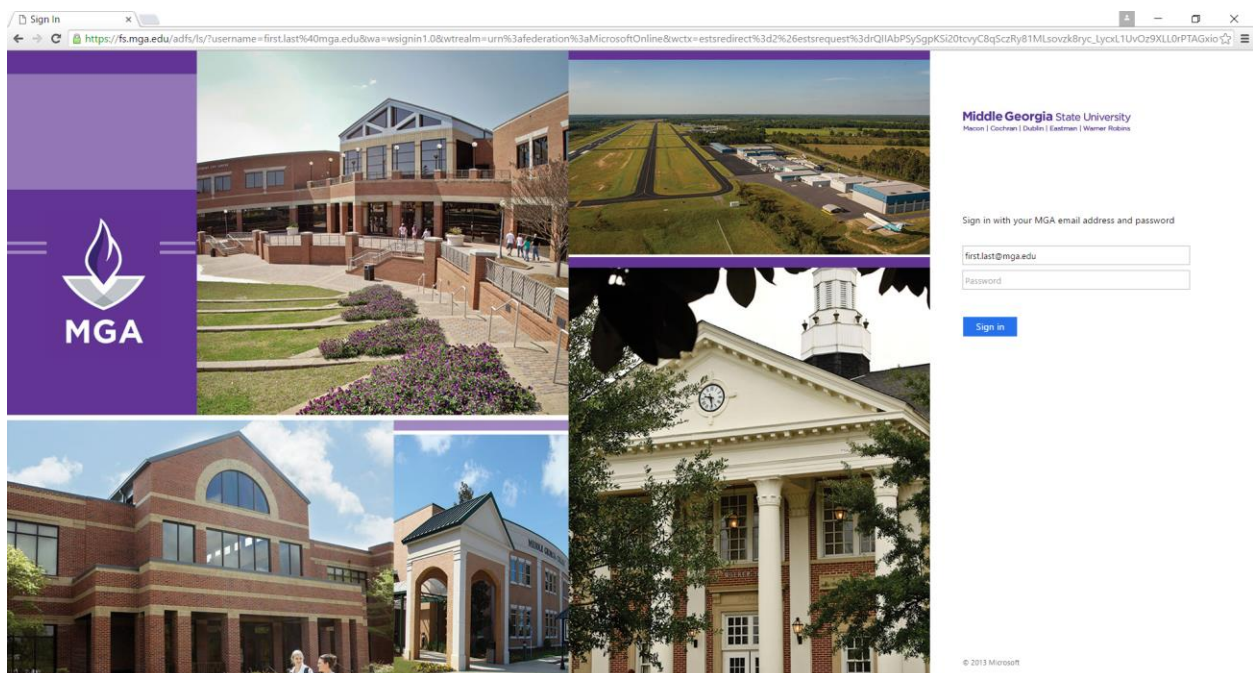 Sign In
https://fs.mga.edu/adfs/ls/?username=first.last%40mga.edu&wa=wsignin1.0&wtrealm=urn%3afederation%3aMicrosoftOnline&wctx=estsredirect%3d2%26estsrequest%3d
Middle Georgia State University
Macon | Cochran | Dublin | Eastman | Warner Robins
Sign in with your MGA email address and password
first.last@mga.edu
Password
Sign in
MGA
© 2013 Microsoft